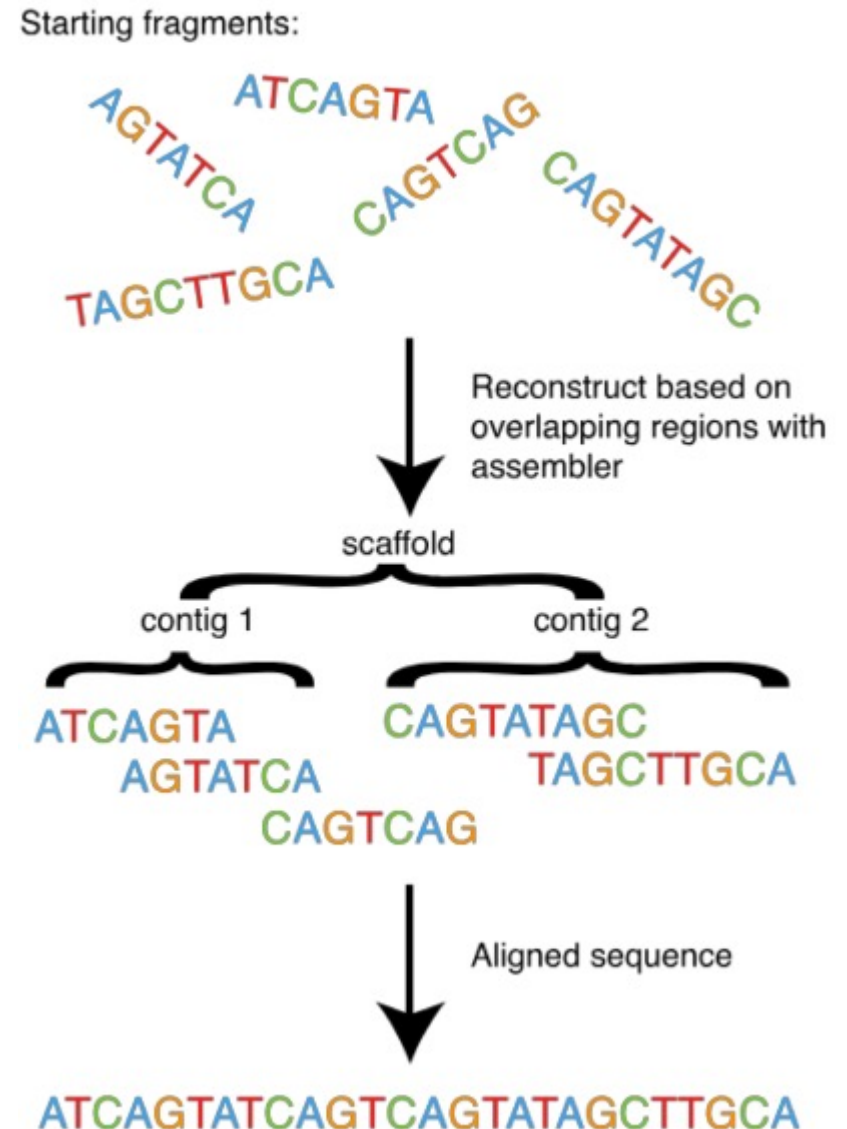 Starting fragments:
ATCAGTA
AGTATCA
CAGTCAG
CAGTATAGC
TAGCTTGCA
Reconstruct based on
overlapping regions with
assembler
scaffold
contig 1
contig 2
ATCAGTA
CAGTATAGC
AGTATCA
TAGCTTGCA
CAGTCAG
Aligned sequence
ATCAGTATCAGTCAGTATAGCTTGCA